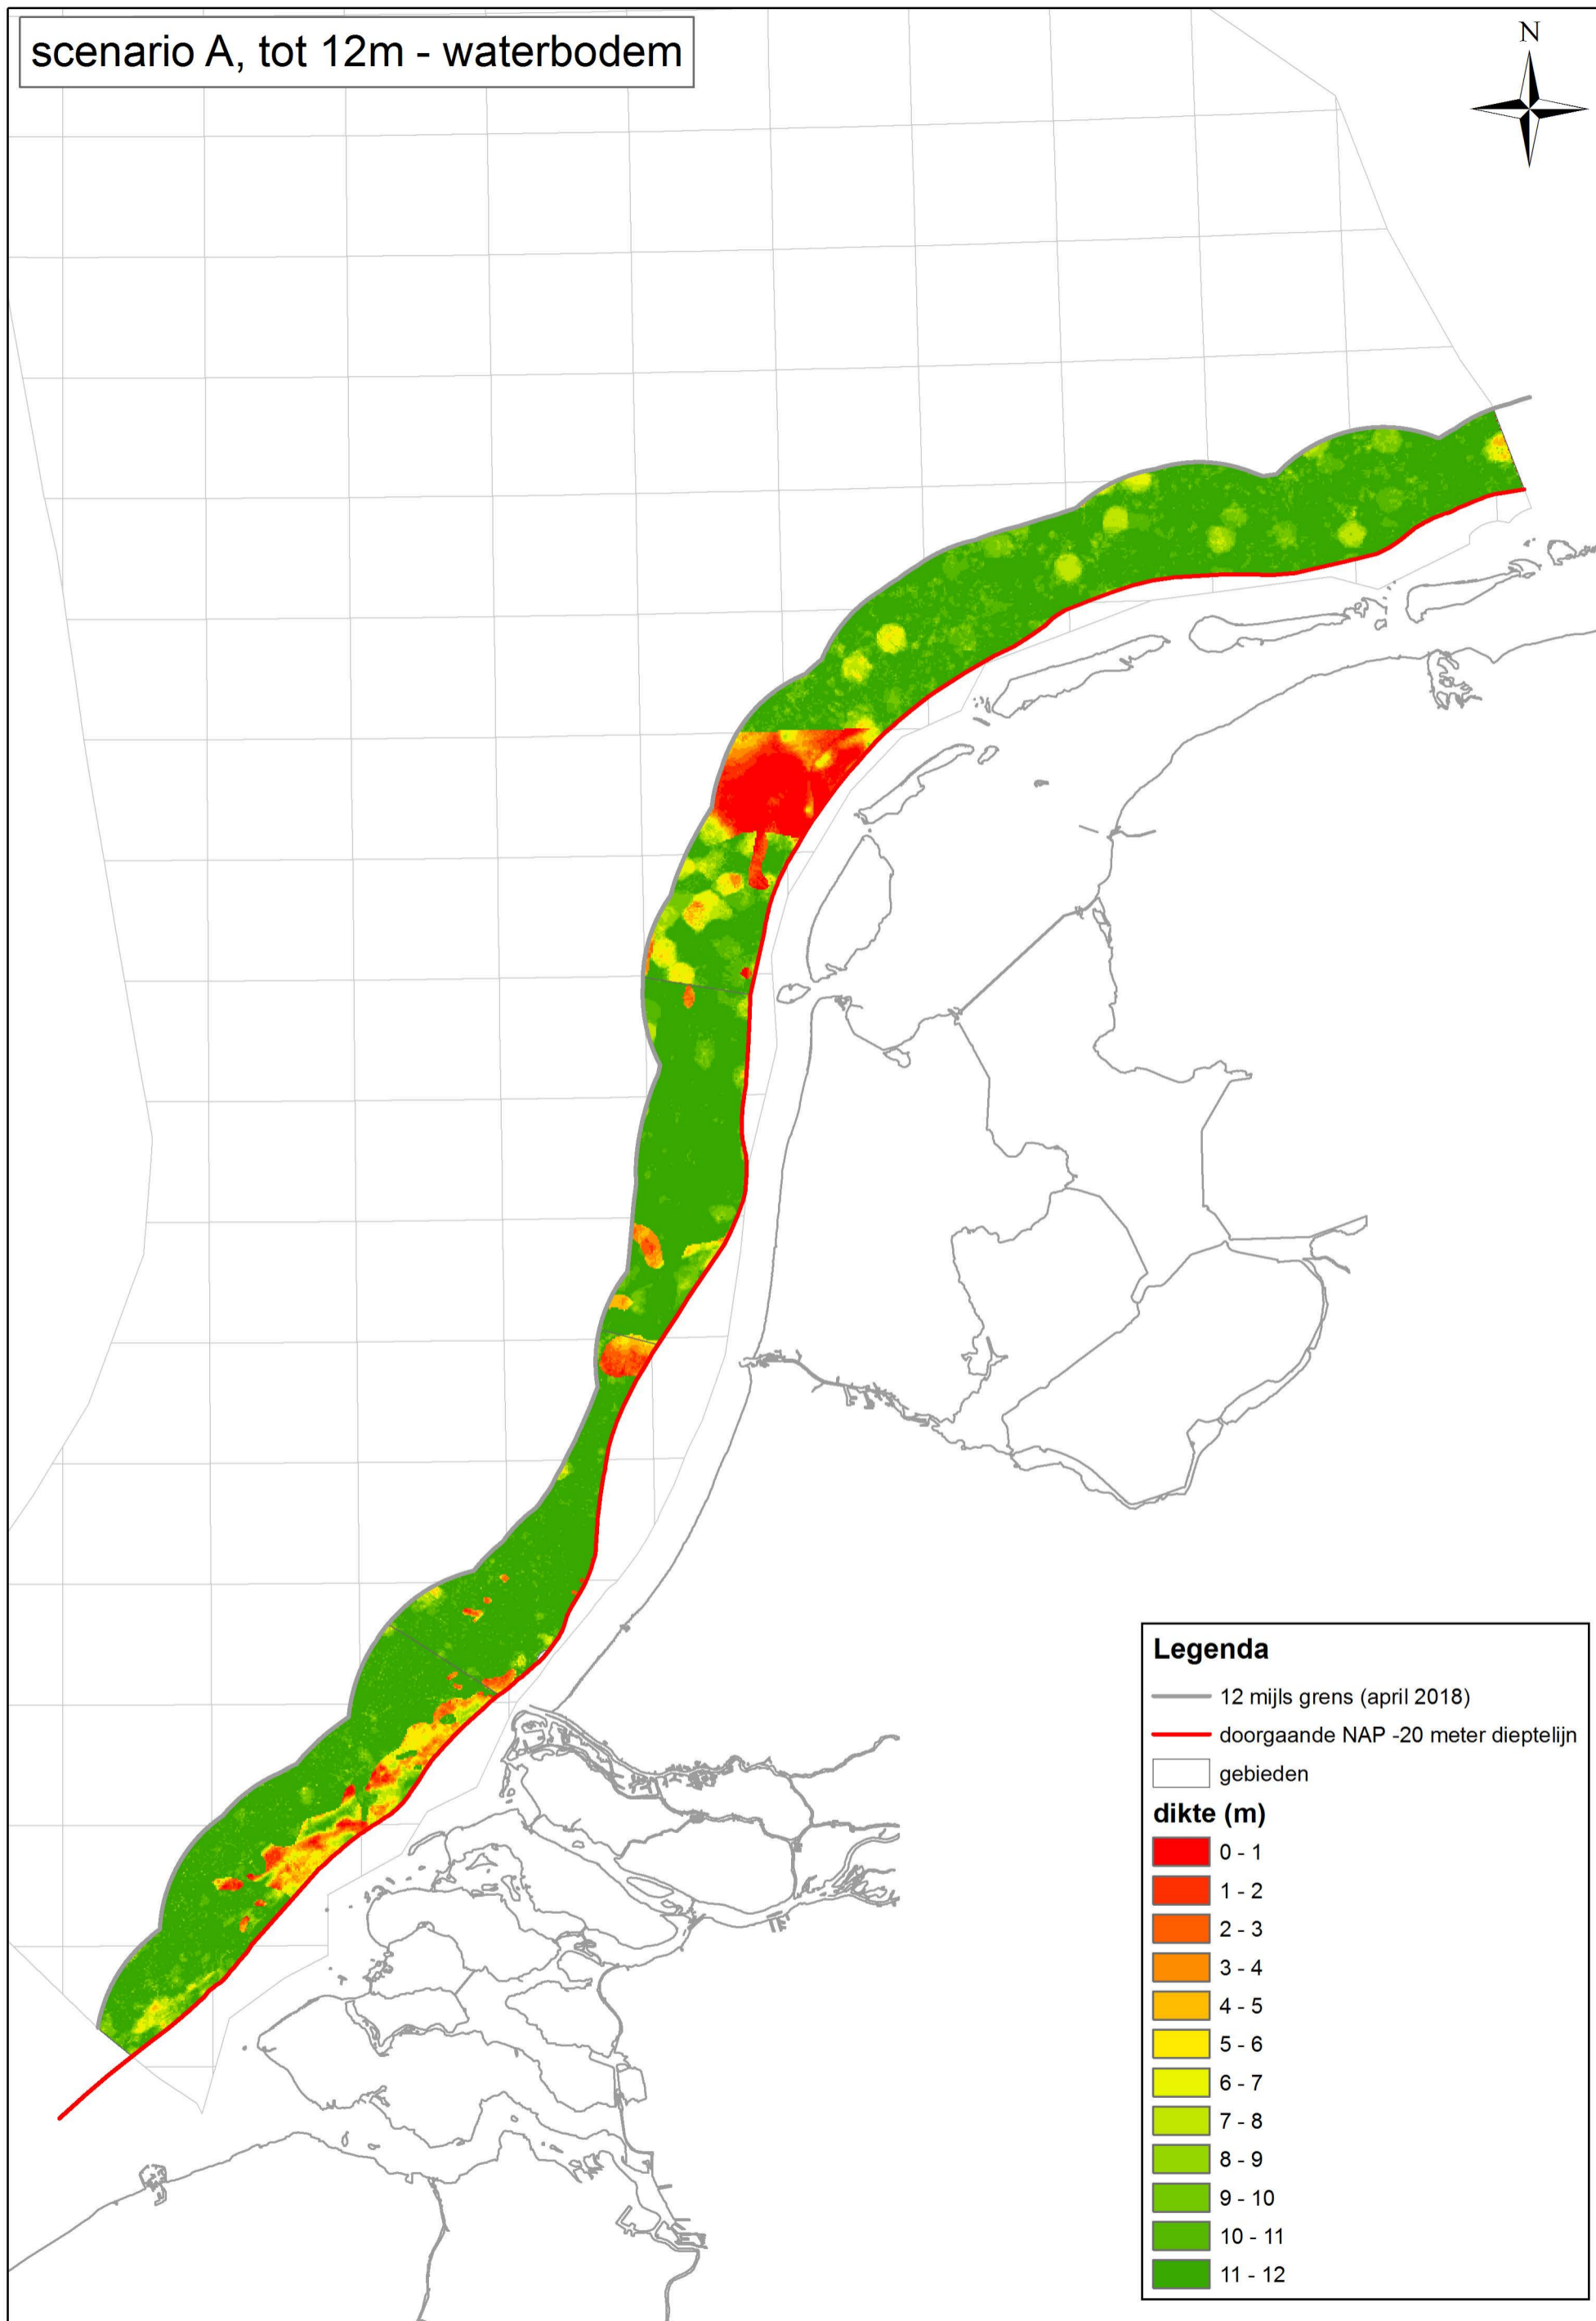 scenario A, tot 12m - waterbodem
N
Legenda
12 mijls grens (april 2018)
doorgaande NAP -20 meter dieptelijn
gebieden
dikte (m)
0 - 1
1 - 2
2 - 3
3 - 4
4 - 5
5 - 6
6 - 7
7 - 8
8 - 9
9 - 10
10 - 11
11 - 12